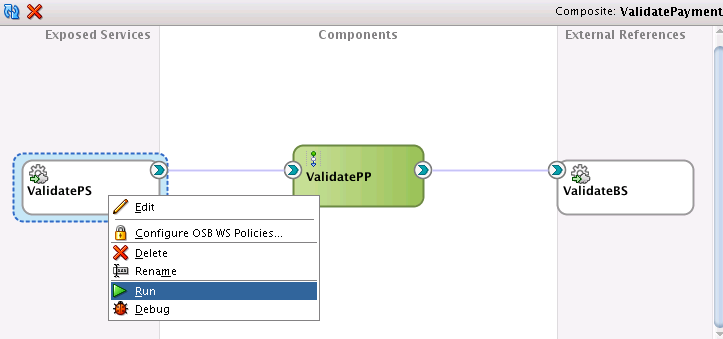 Composite: ValidatePayment
Exposed Services
Components
External References
ValidatePS
ValidatePP
ValidateBS
Edit
Configure OSB WS Policies...
Delete
Rename
Run
Debug